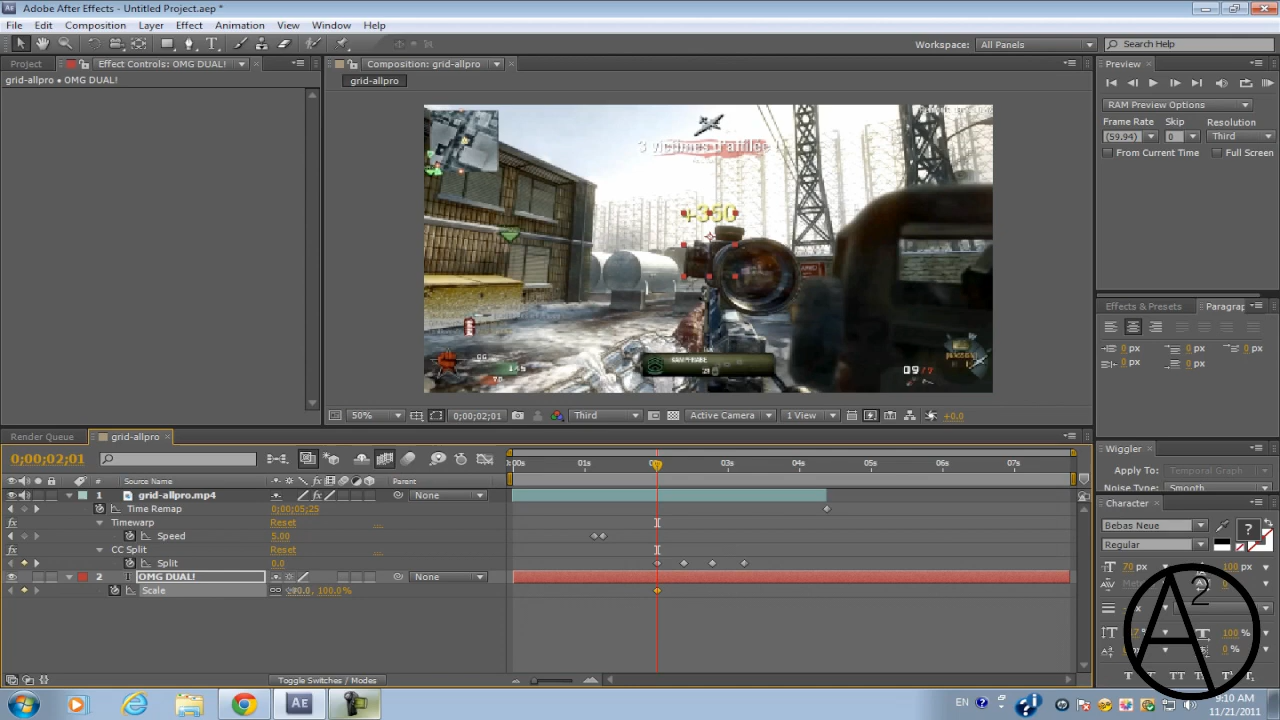 Adobe After Effects - Untitled Project.aep *
File Edit Composition Layer Effect Animation View Window Help
Workspace: All Panels
Search Help
Project
Effect Controls: OMG DUAL!
grid-allpro • OMG DUAL!
Composition: grid-allpro
grid-allpro
3 victimes d'affilée !
+350
09/7
50%
0;00;02;01
Third
Active Camera
1 View
+0.0
Preview
RAM Preview Options
Frame Rate Skip Resolution
(59.94) 0 Third
From Current Time Full Screen
Effects & Presets Paragrap
0 px 0 px 0 px
0 px 0 px
Wiggler
Apply To: Temporal Graph
Noise Type: Smooth
Character
Bebas Neue
Regular
?
70 px
100 %
0 %
A2
Render Queue grid-allpro
0;00;02;01
# Source Name Parent
:00s 01s 03s 04s 05s 06s 07s
1 grid-allpro.mp4 None
Time Remap 0;00;05;25
Timewarp Reset
Speed 5.00
CC Split Reset
Split 0.0
2 OMG DUAL! None
Scale 100.0%
Toggle Switches / Modes
EN
9:10 AM
11/21/2011